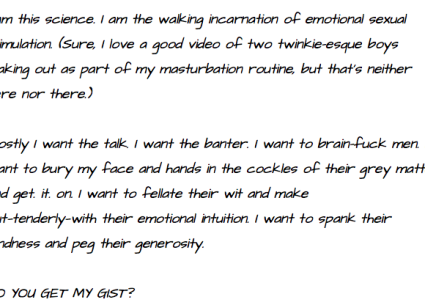 m this science. I am the walking incarnation of emotional sexual
imulation. (Sure, I love a good video of two twinkie-esque boys
aking out as part of my masturbation routine, but that's neither
ere nor there.)
ostly I want the talk. I want the banter. I want to brain-fuck men.
ant to bury my face and hands in the cockles of their grey matt
d get. it. on. I want to fellate their wit and make
ut-tenderly-with their emotional intuition. I want to spank their
ndness and peg their generosity.
O YOU GET MY GIST?